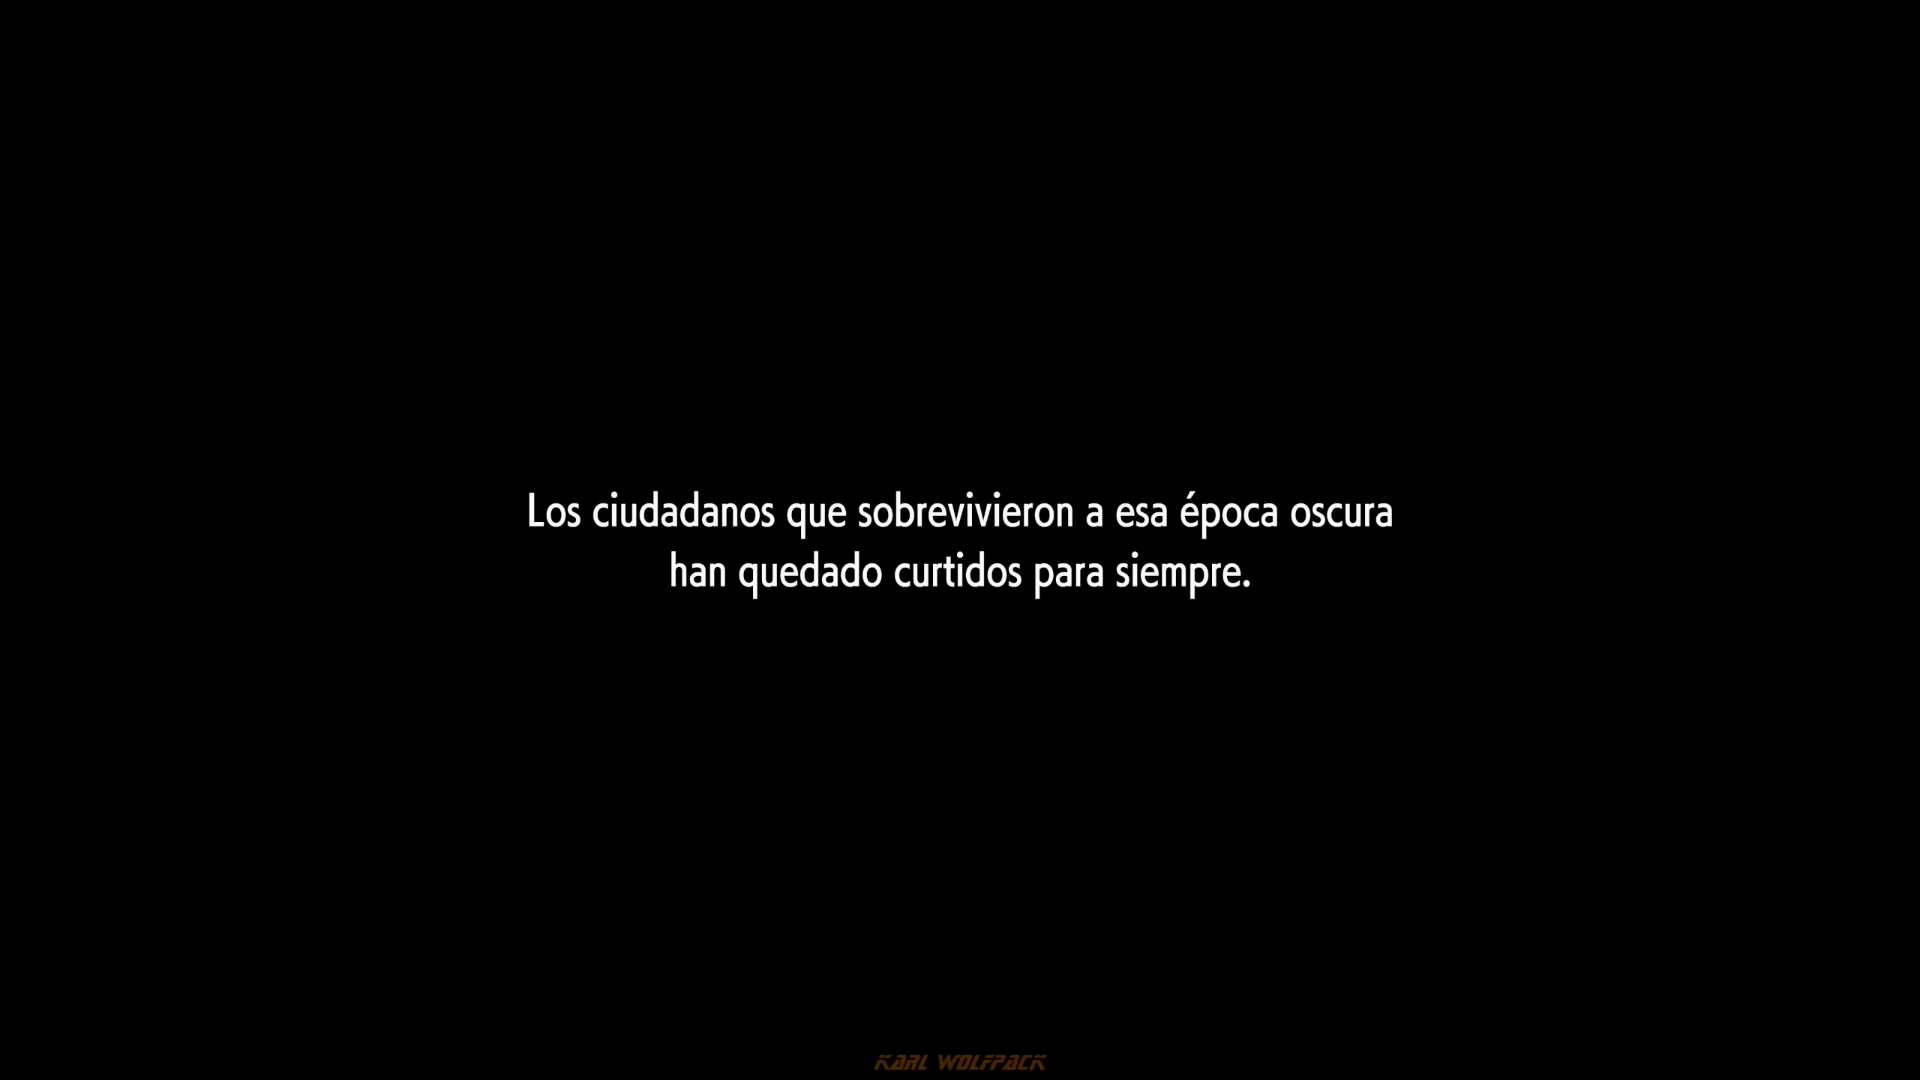 Los ciudadanos que sobrevivieron a esa época oscura
han quedado curtidos para siempre.
KARL WOLFPACK